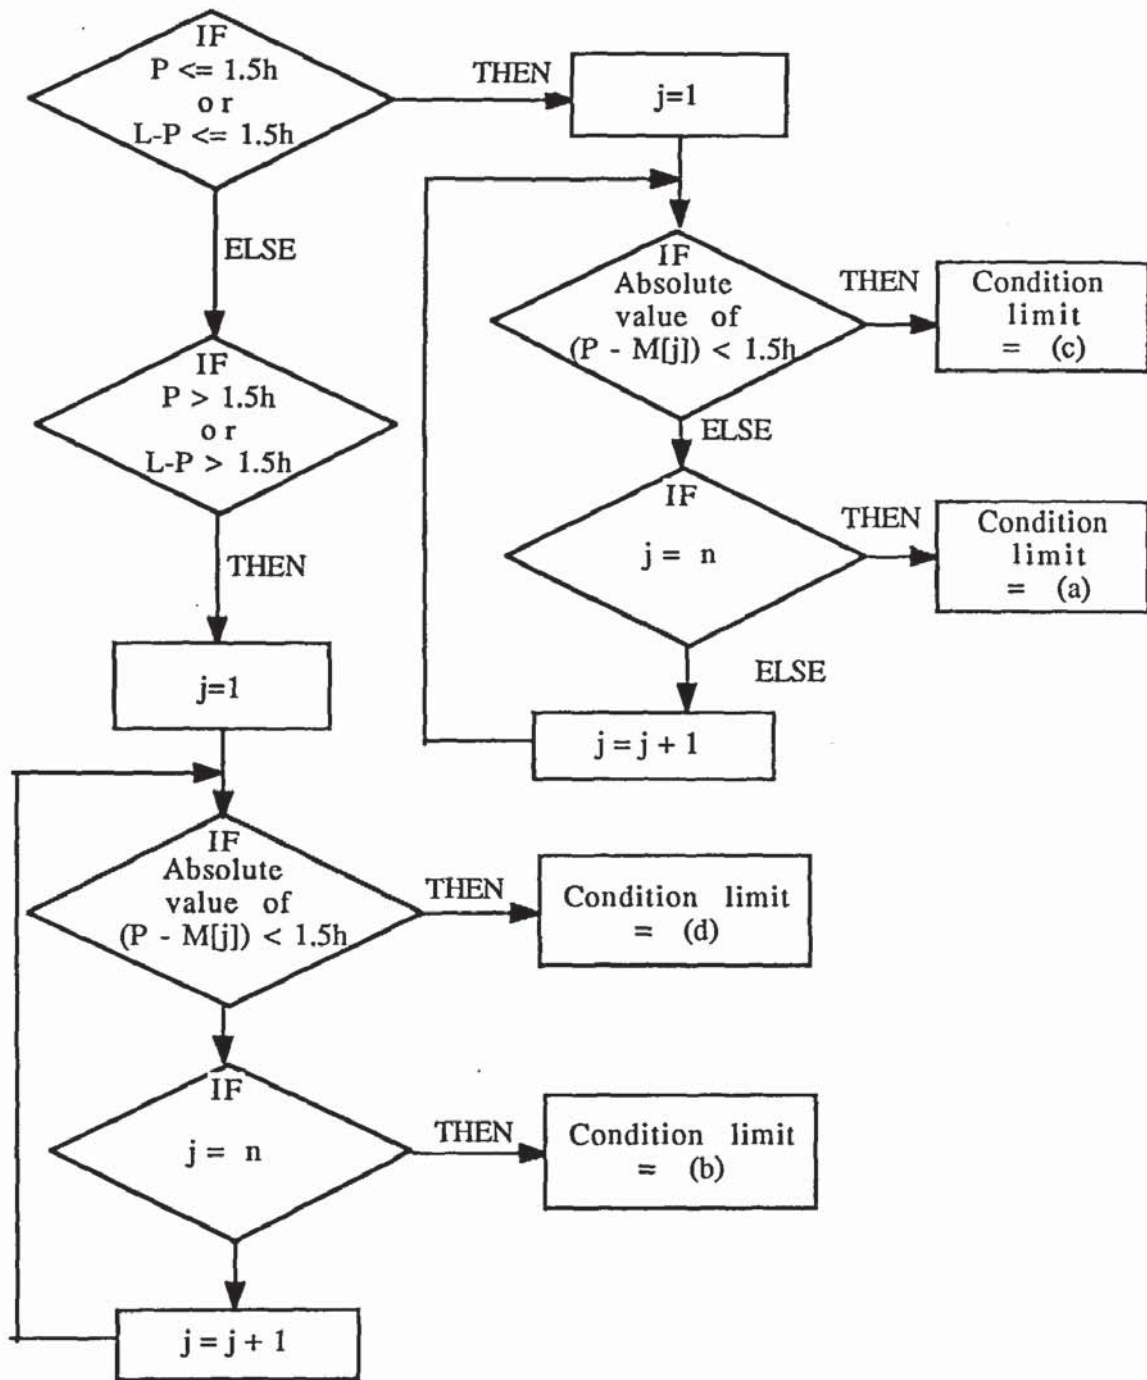 IF
P <= 1.5h
or
L-P <= 1.5h
THEN
j=1
ELSE
IF
Absolute
value of
(P - M[j]) < 1.5h
THEN
Condition
limit
= (c)
ELSE
IF
j = n
THEN
Condition
limit
= (a)
ELSE
j = j + 1
IF
P > 1.5h
or
L-P > 1.5h
THEN
j=1
IF
Absolute
value of
(P - M[j]) < 1.5h
THEN
Condition limit
= (d)
IF
j = n
THEN
Condition limit
= (b)
j = j + 1